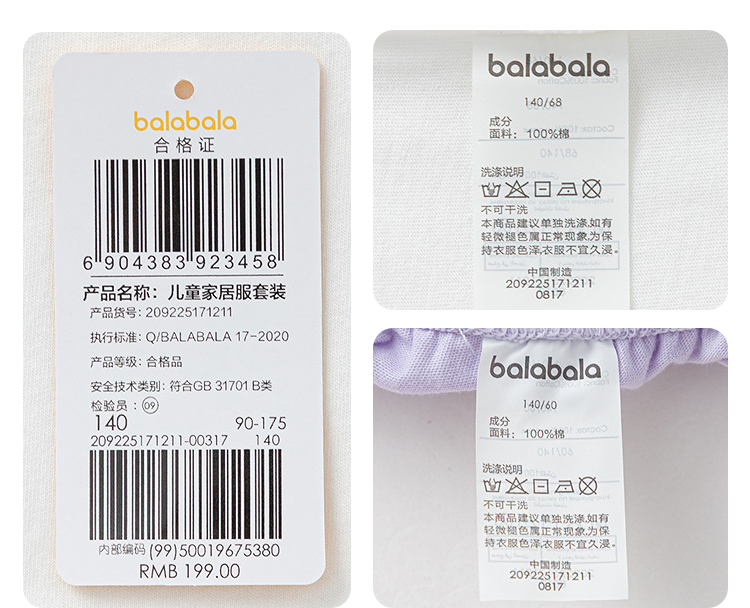 balabala
合格证
6 904383 923458
产品名称：儿童家居服套装
产品货号：209225171211
执行标准：Q/BALABALA 17-2020
产品等级：合格品
安全技术类别：符合GB 31701 B类
检验员：09
140 90-175
209225171211-00317 140
内部编码 (99)50019675380
RMB 199.00
balabala
140/68
成分
面料：100%棉
洗涤说明
不可干洗
本商品建议单独洗涤,如有
轻微褪色属正常现象,为保
持衣服色泽,衣服不宜久浸。
中国制造
209225171211
0817
balabala
140/60
成分
面料：100%棉
洗涤说明
不可干洗
本商品建议单独洗涤,如有
轻微褪色属正常现象,为保
持衣服色泽,衣服不宜久浸。
中国制造
209225171211
0817